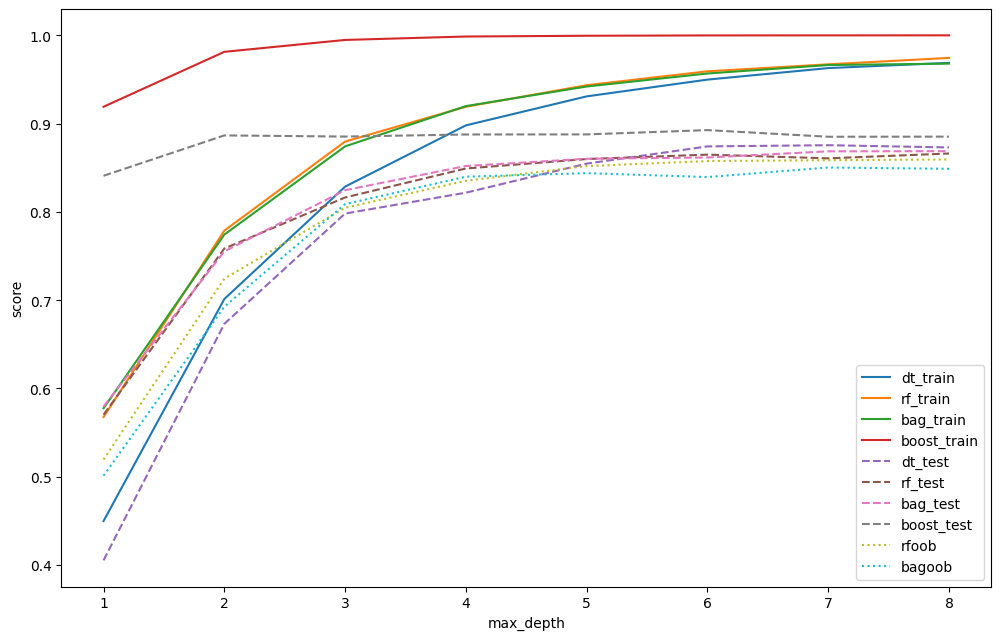 1.0
0.9
0.8
0.7
0.6
0.5
0.4
score
1
2
3
4
5
6
7
8
max_depth
dt_train
rf_train
bag_train
boost_train
dt_test
rf_test
bag_test
boost_test
rfoob
bagoob